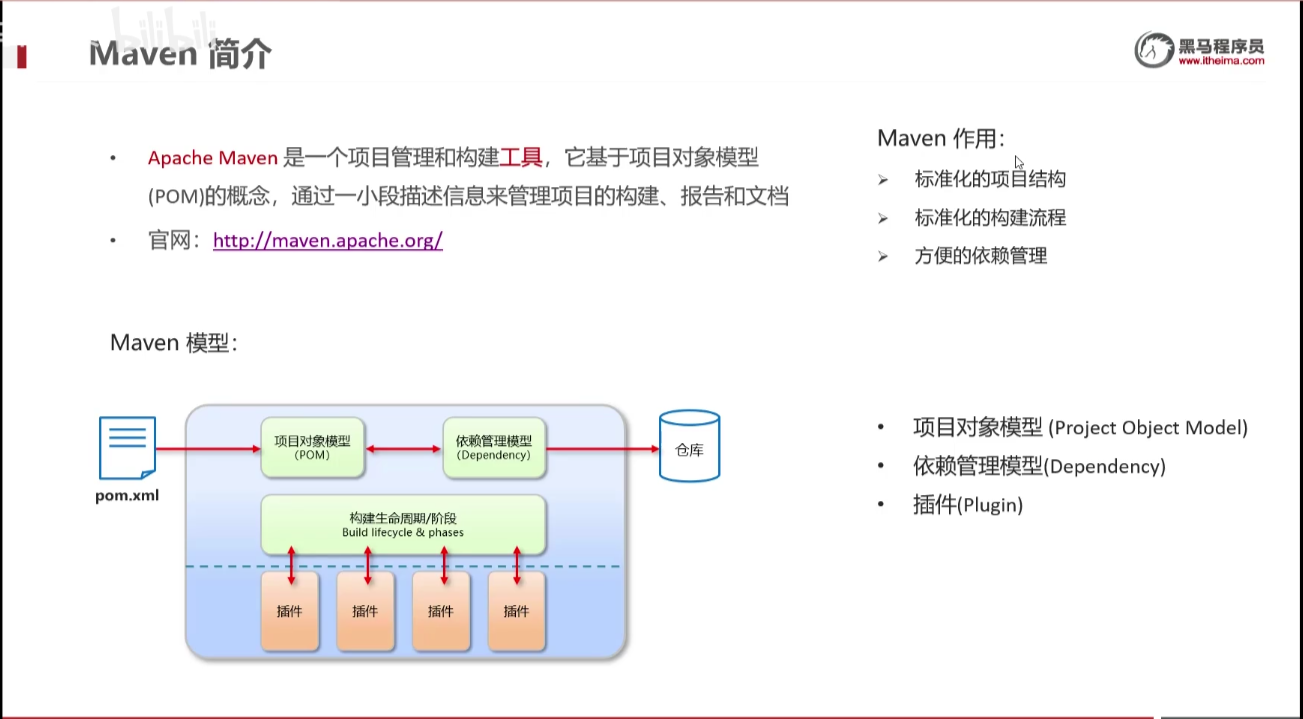 bilibili
Maven 简介
黑马程序员
www.itheima.com
• Apache Maven 是一个项目管理和构建工具，它基于项目对象模型
(POM)的概念，通过一小段描述信息来管理项目的构建、报告和文档
• 官网：http://maven.apache.org/
Maven 作用：
➢ 标准化的项目结构
➢ 标准化的构建流程
➢ 方便的依赖管理
Maven 模型：
pom.xml
项目对象模型
(POM)
依赖管理模型
(Dependency)
仓库
构建生命周期/阶段
Build lifecycle & phases
插件
插件
插件
插件
• 项目对象模型 (Project Object Model)
• 依赖管理模型(Dependency)
• 插件(Plugin)